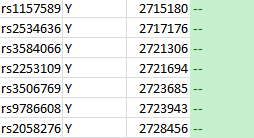 rs1157589 Y 2715180 --
rs2534636 Y 2717176 --
rs3584066 Y 2721306 --
rs2253109 Y 2721694 --
rs3506769 Y 2723685 --
rs9786608 Y 2723943 --
rs2058276 Y 2728456 --